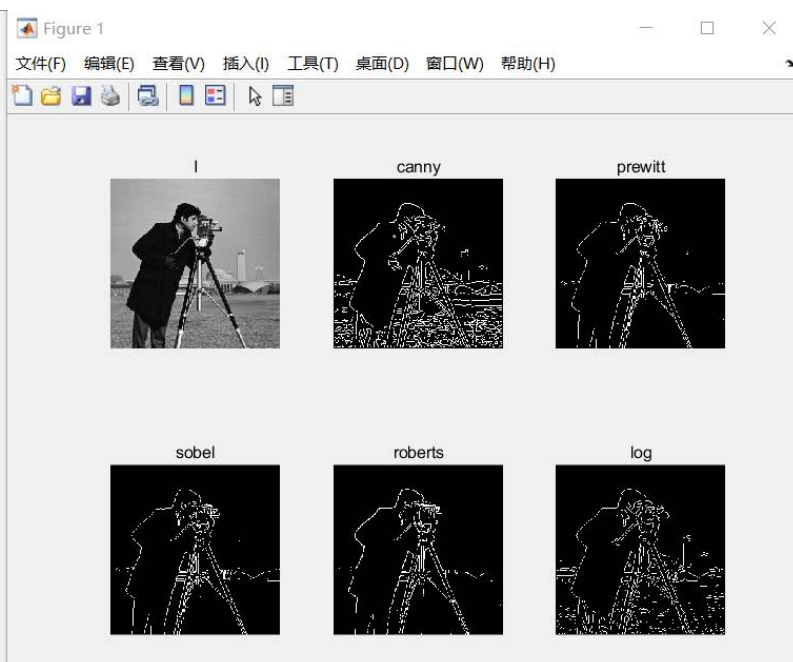 Figure 1
文件(F) 编辑(E) 查看(V) 插入(I) 工具(T) 桌面(D) 窗口(W) 帮助(H)
I canny prewitt
sobel roberts log